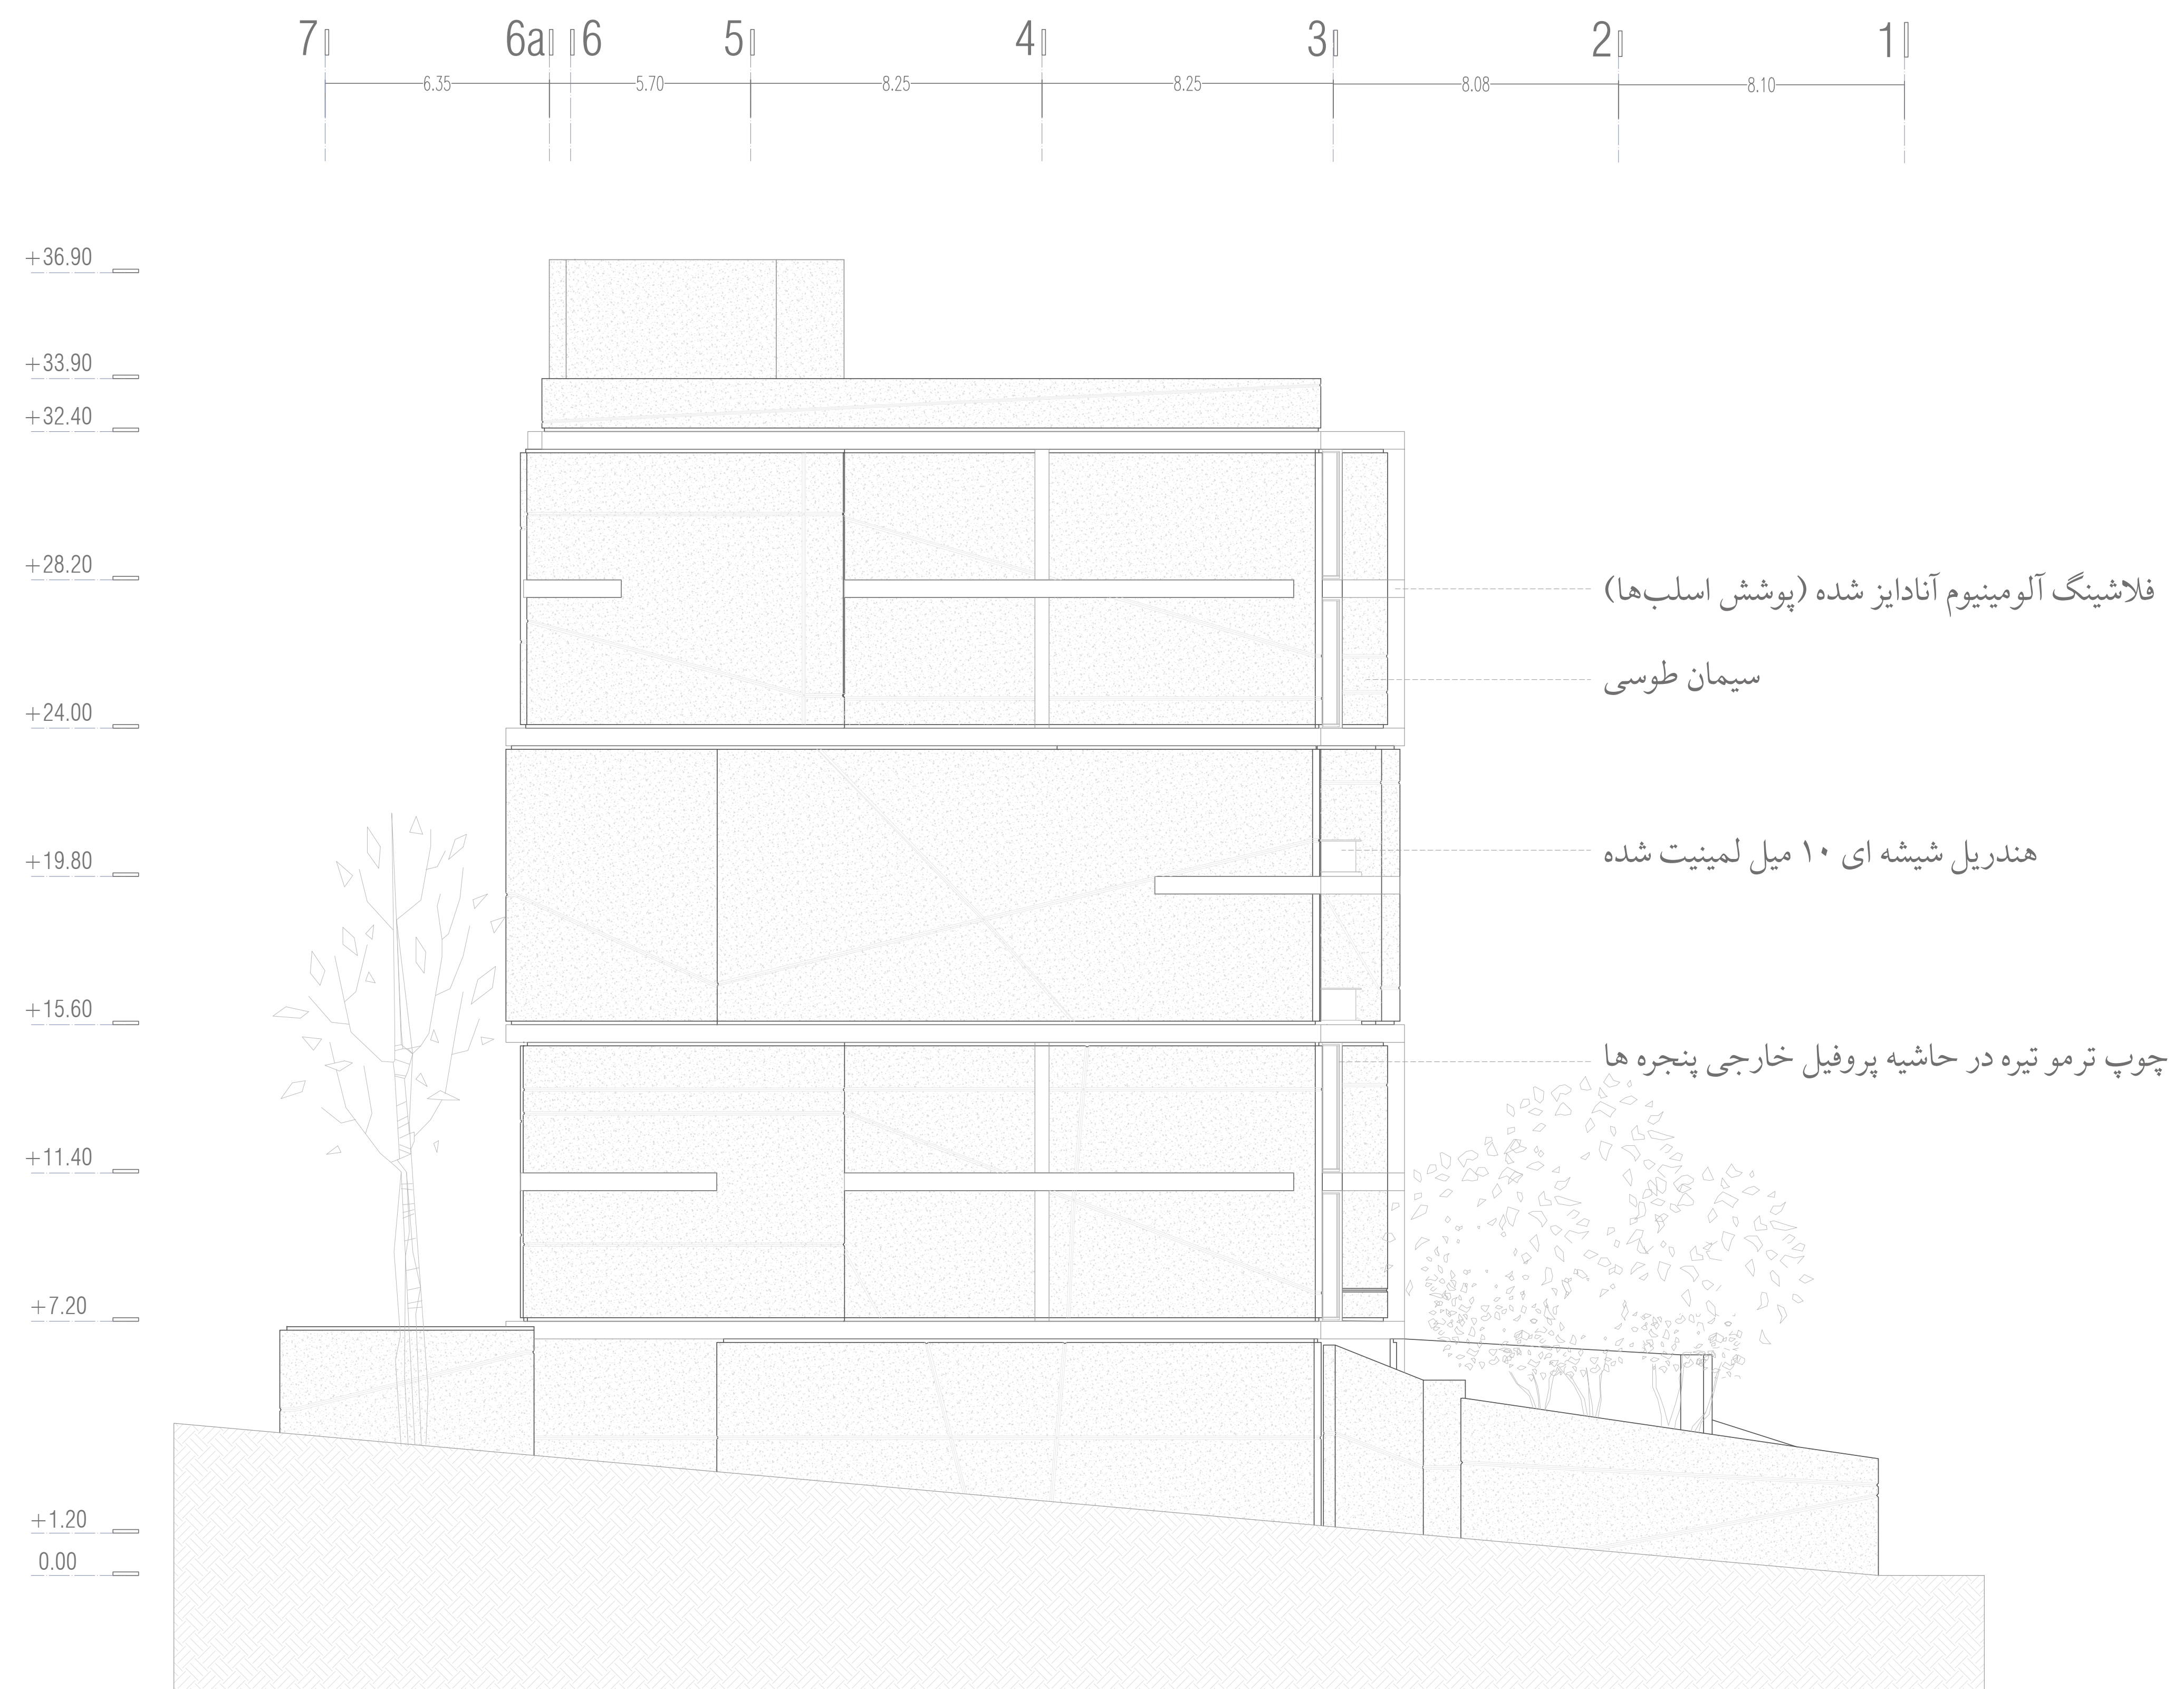 7 6a 6 5 4 3 2 1
6.35 5.70 8.25 8.25 8.08 8.10
+36.90
+33.90
+32.40
+28.20
فلاشینگ آلومینیوم آنادایز شده (پوشش اسلب‌ها)
سیمان طوسی
+24.00
+19.80
هندریل شیشه ای ۱۰ میل لمینیت شده
+15.60
چوپ ترمو تیره در حاشیه پروفیل خارجی پنجره ها
+11.40
+7.20
+1.20
0.00